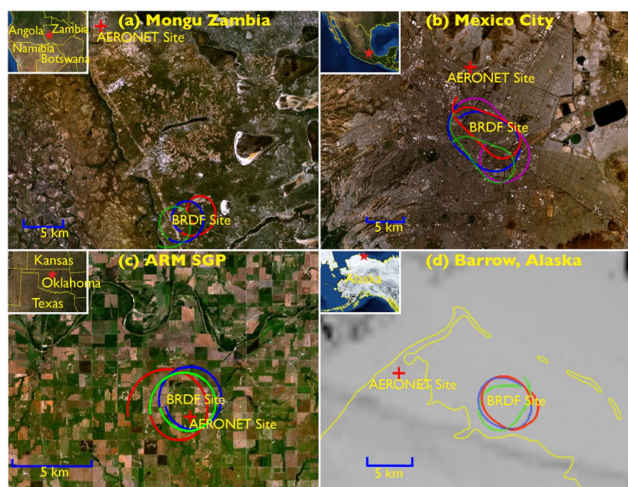 (a) Mongu Zambia
Angola
Zambia
Namibia
Botswana
AERONET Site
BRDF Site
5 km
(b) Mexico City
AERONET Site
BRDF Site
5 km
(c) ARM SGP
Kansas
Oklahoma
Texas
BRDF Site
AERONET Site
5 km
(d) Barrow, Alaska
Alaska
AERONET Site
BRDF Site
5 km